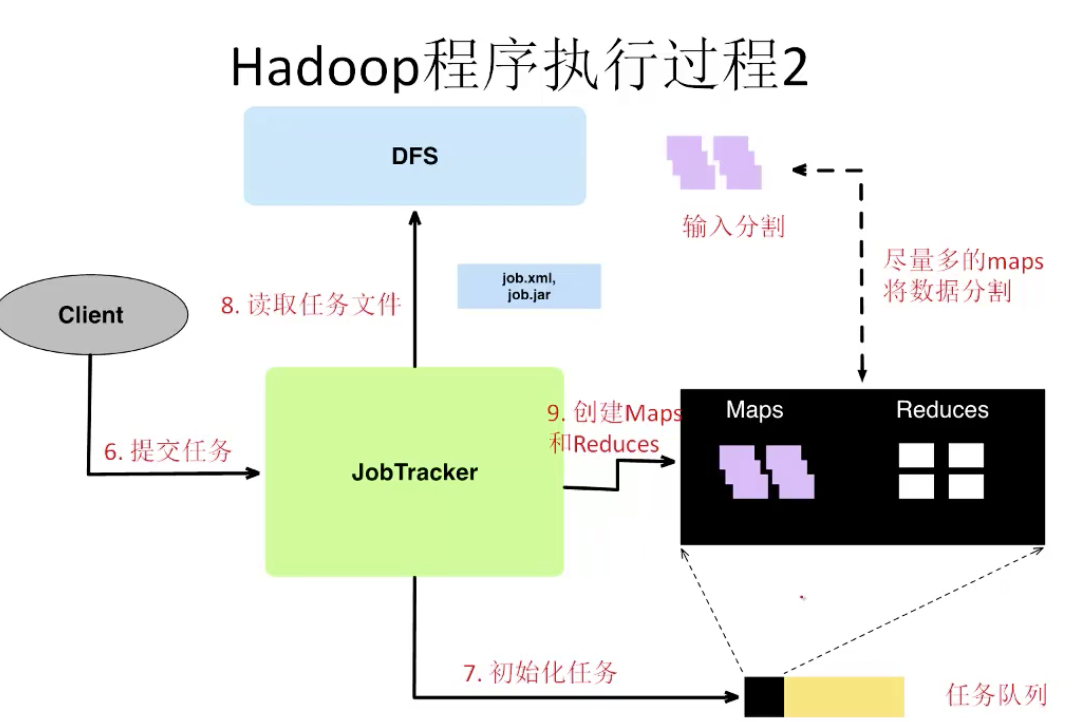 Hadoop程序执行过程2
DFS
输入分割
尽量多的maps
将数据分割
job.xml,
job.jar
8. 读取任务文件
Client
9. 创建Maps
和Reduces
Maps
Reduces
6. 提交任务
JobTracker
7. 初始化任务
任务队列